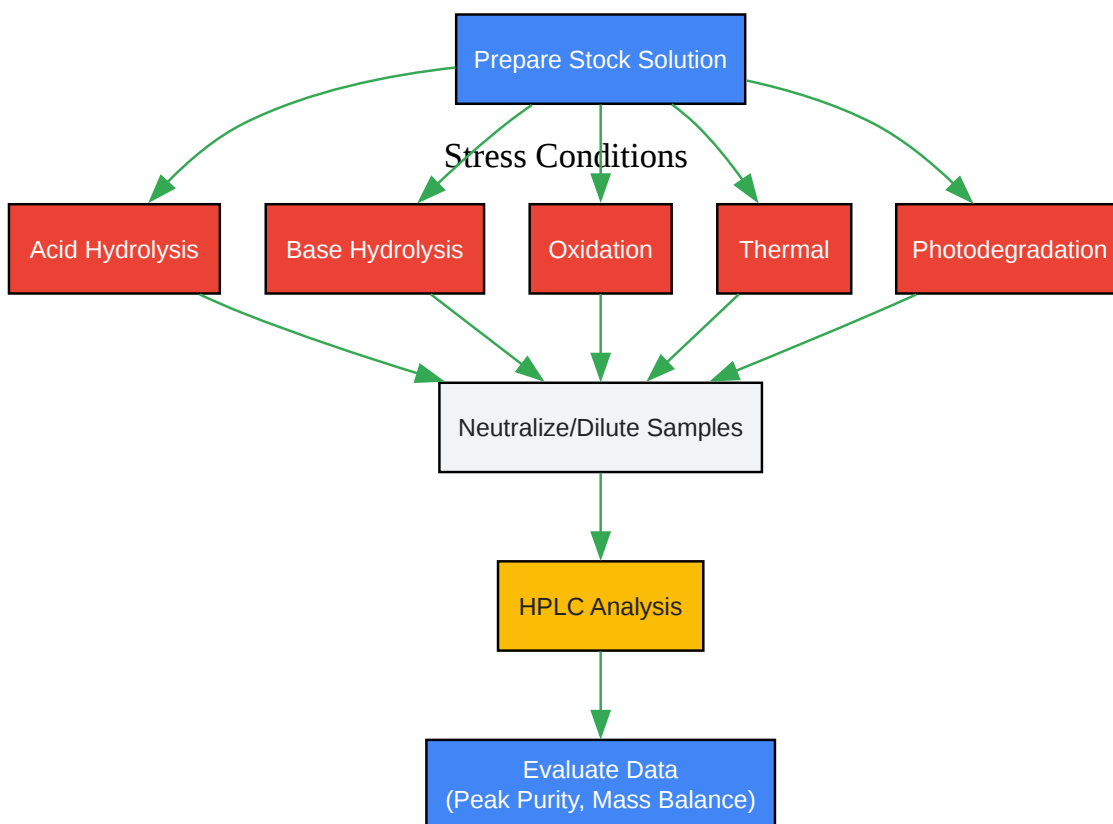 Prepare Stock Solution
Stress Conditions
Acid Hydrolysis
Base Hydrolysis
Oxidation
Thermal
Photodegradation
Neutralize/Dilute Samples
HPLC Analysis
Evaluate Data
(Peak Purity, Mass Balance)